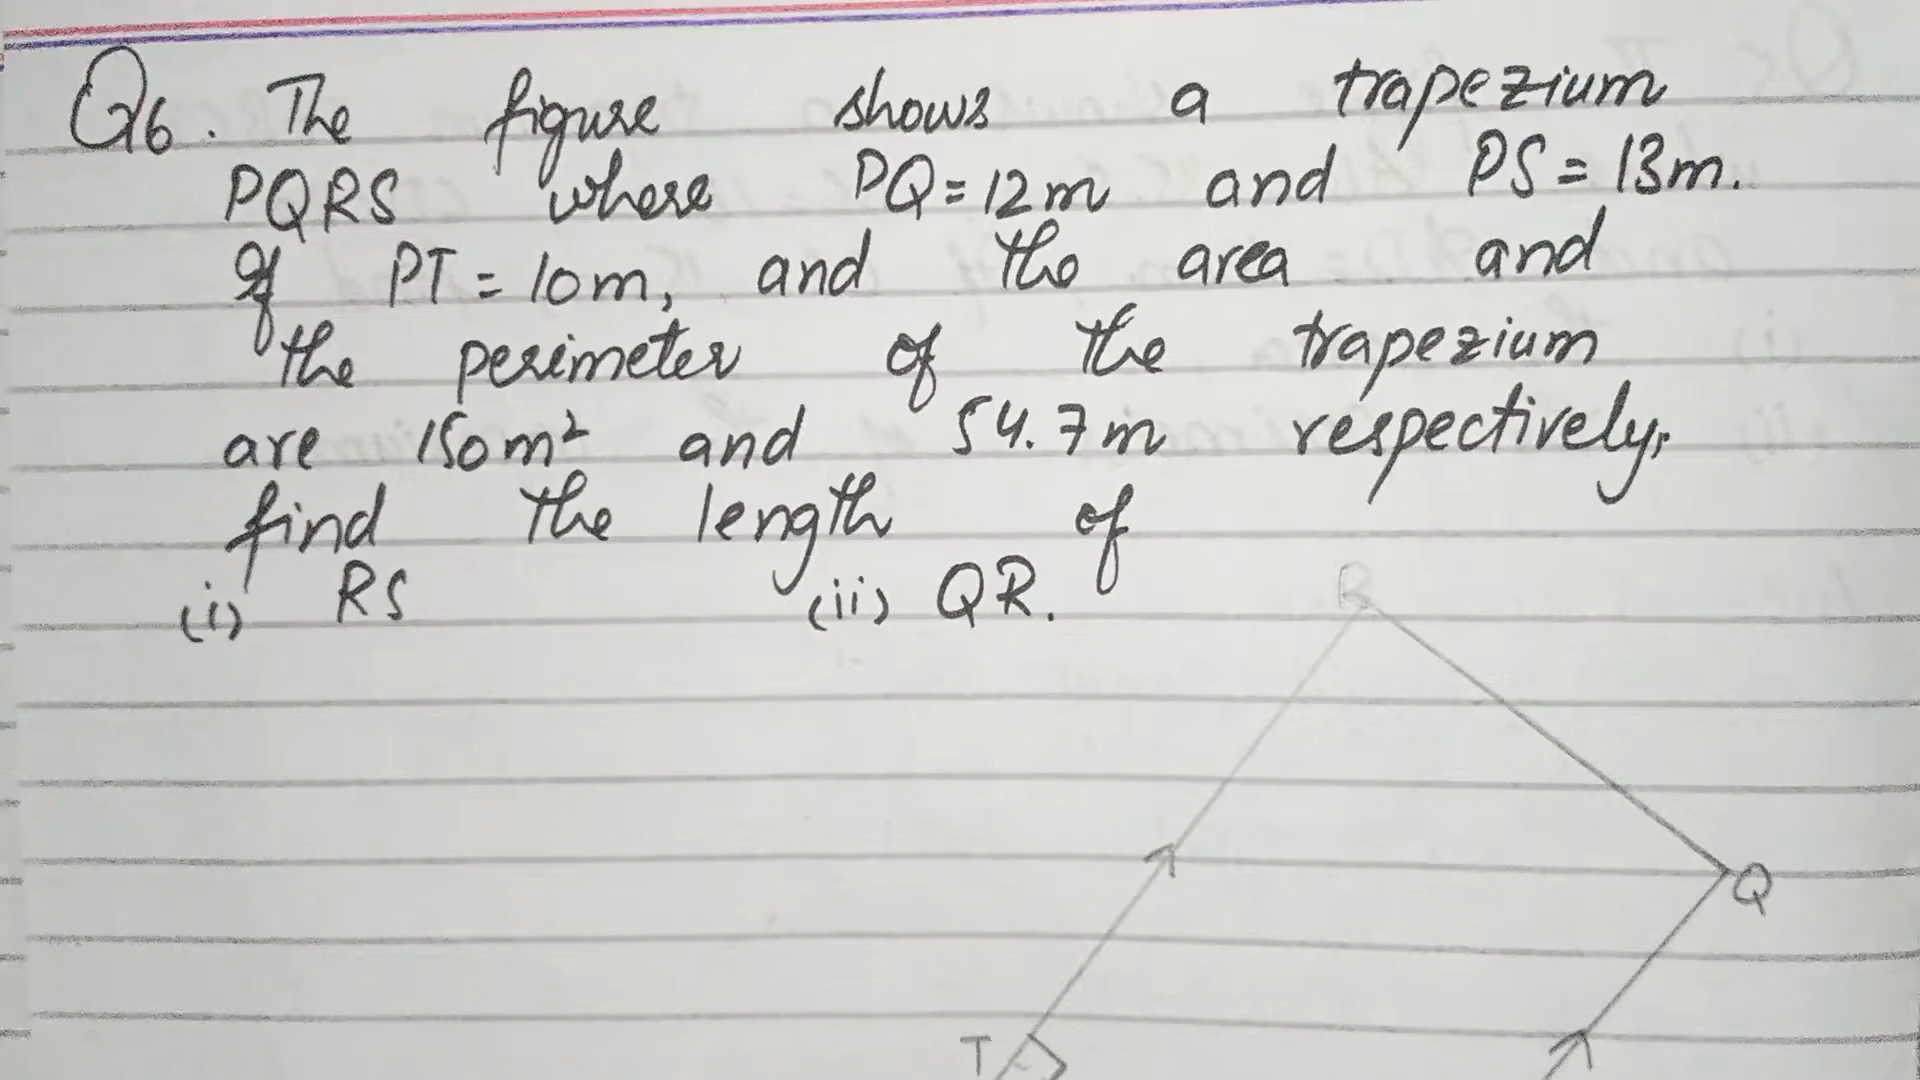 Q6. The figure shows a trapezium
PQRS where PQ = 12m and PS = 13m.
If PT = 10m, and the area and
the perimeter of the trapezium
are 150m² and 54.7m respectively,
find the length of
(i) RS (ii) QR.
R
Q
T